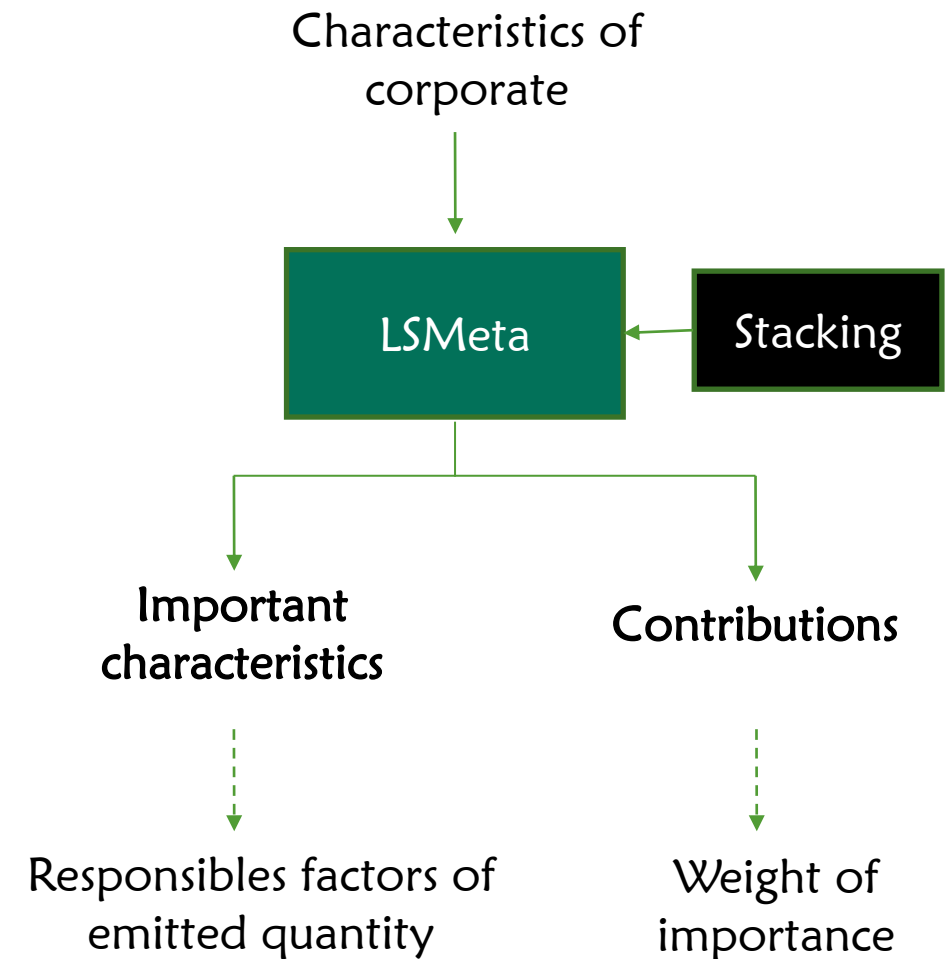 Characteristics of
corporate
LSMeta
Stacking
Important
characteristics
Contributions
Responsibles factors of
emitted quantity
Weight of
importance